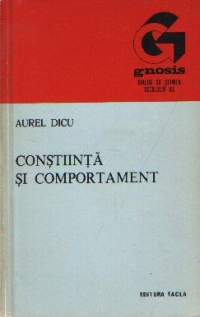 gnosis
AUREL DICU
CONȘTIINȚĂ
ȘI COMPORTAMENT
EDITURA FACLA